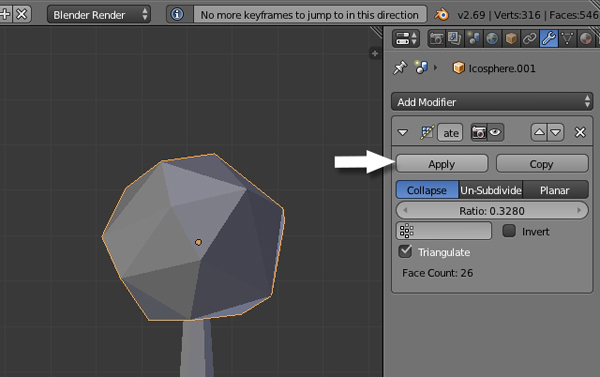 Blender Render
No more keyframes to jump to in this direction
v2.69 | Verts:316 | Faces:546
Icosphere.001
Add Modifier
ate
Apply
Copy
Collapse
Un-Subdivide
Planar
Ratio: 0.3280
Invert
Triangulate
Face Count: 26